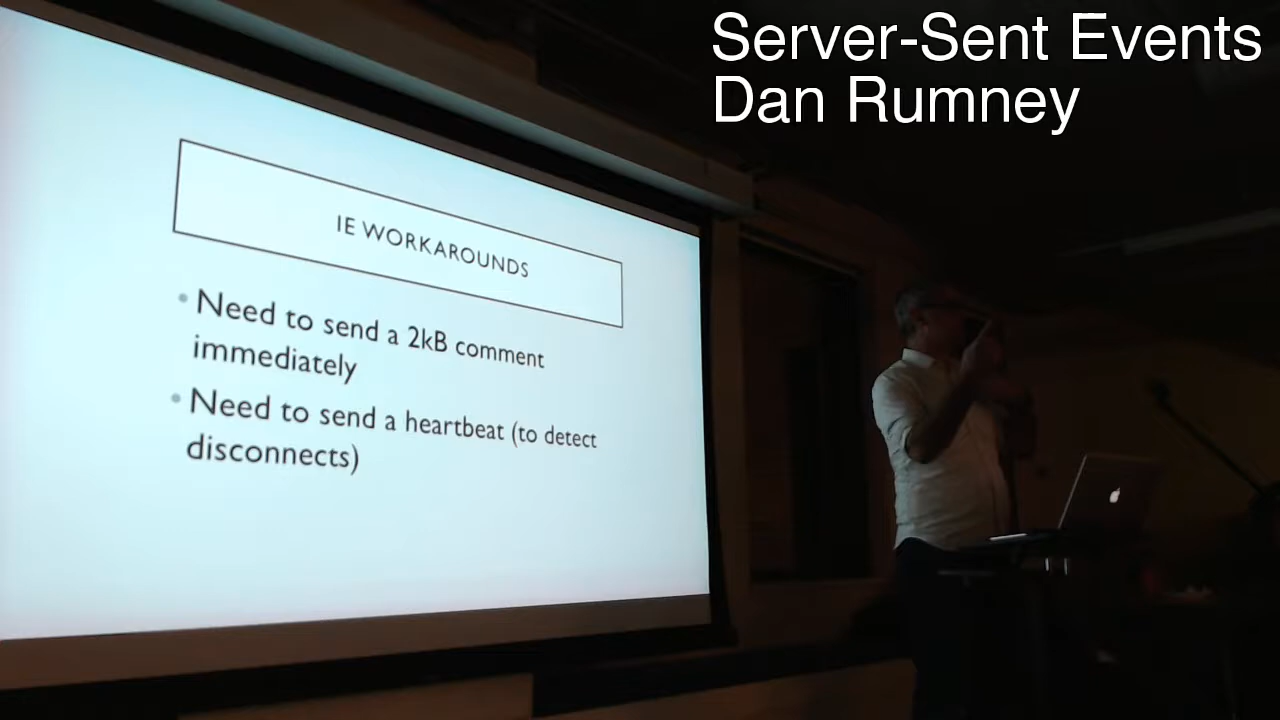 Server-Sent Events
Dan Rumney
IE WORKAROUNDS
• Need to send a 2kB comment
immediately
• Need to send a heartbeat (to detect
disconnects)